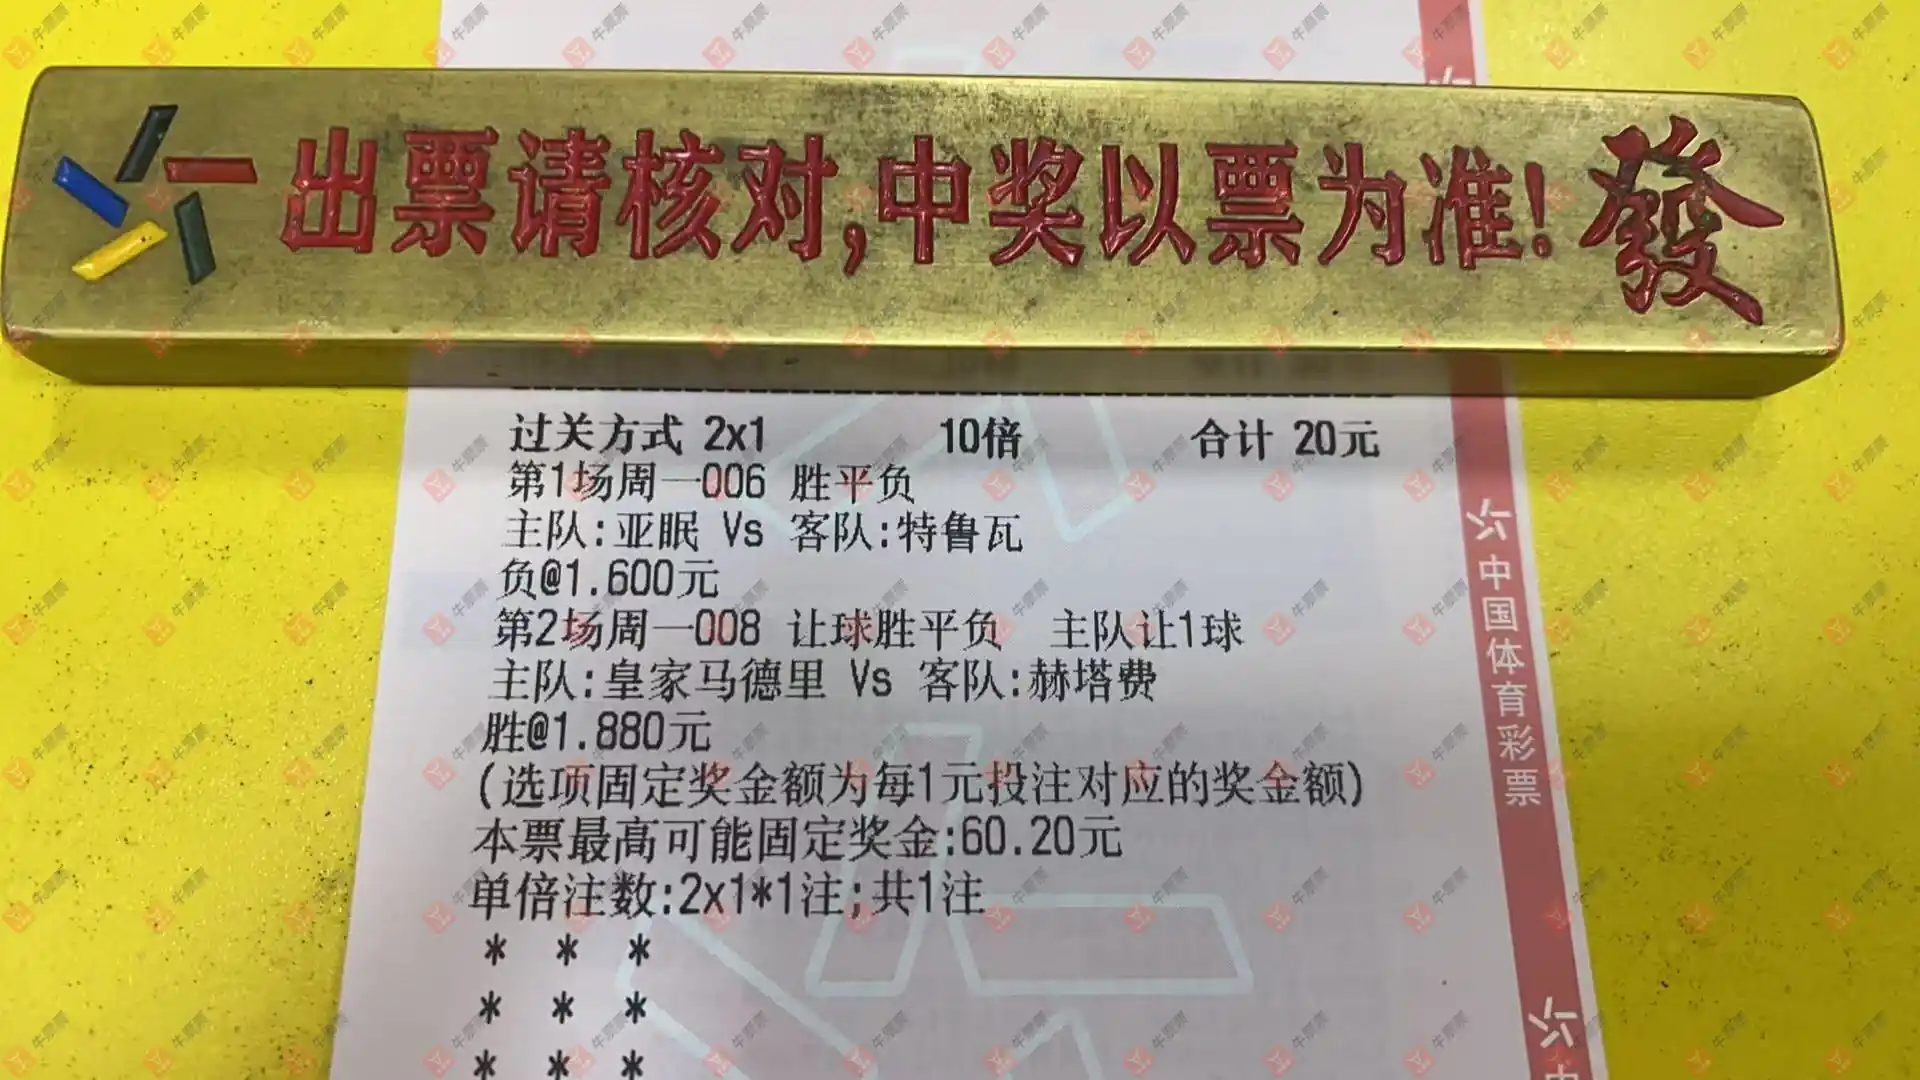 出票请核对,中奖以票为准! 發
过关方式 2x1 10倍 合计 20元
第1场周一006 胜平负
主队:亚眠 Vs 客队:特鲁瓦
负@1.600元
第2场周一008 让球胜平负 主队让1球
主队:皇家马德里 Vs 客队:赫塔费
胜@1.880元
(选项固定奖金额为每1元投注对应的奖金额)
本票最高可能固定奖金:60.20元
单倍注数:2x1*1注;共1注
* * *
* * *
* * *
中国体育彩票
中
牛票票